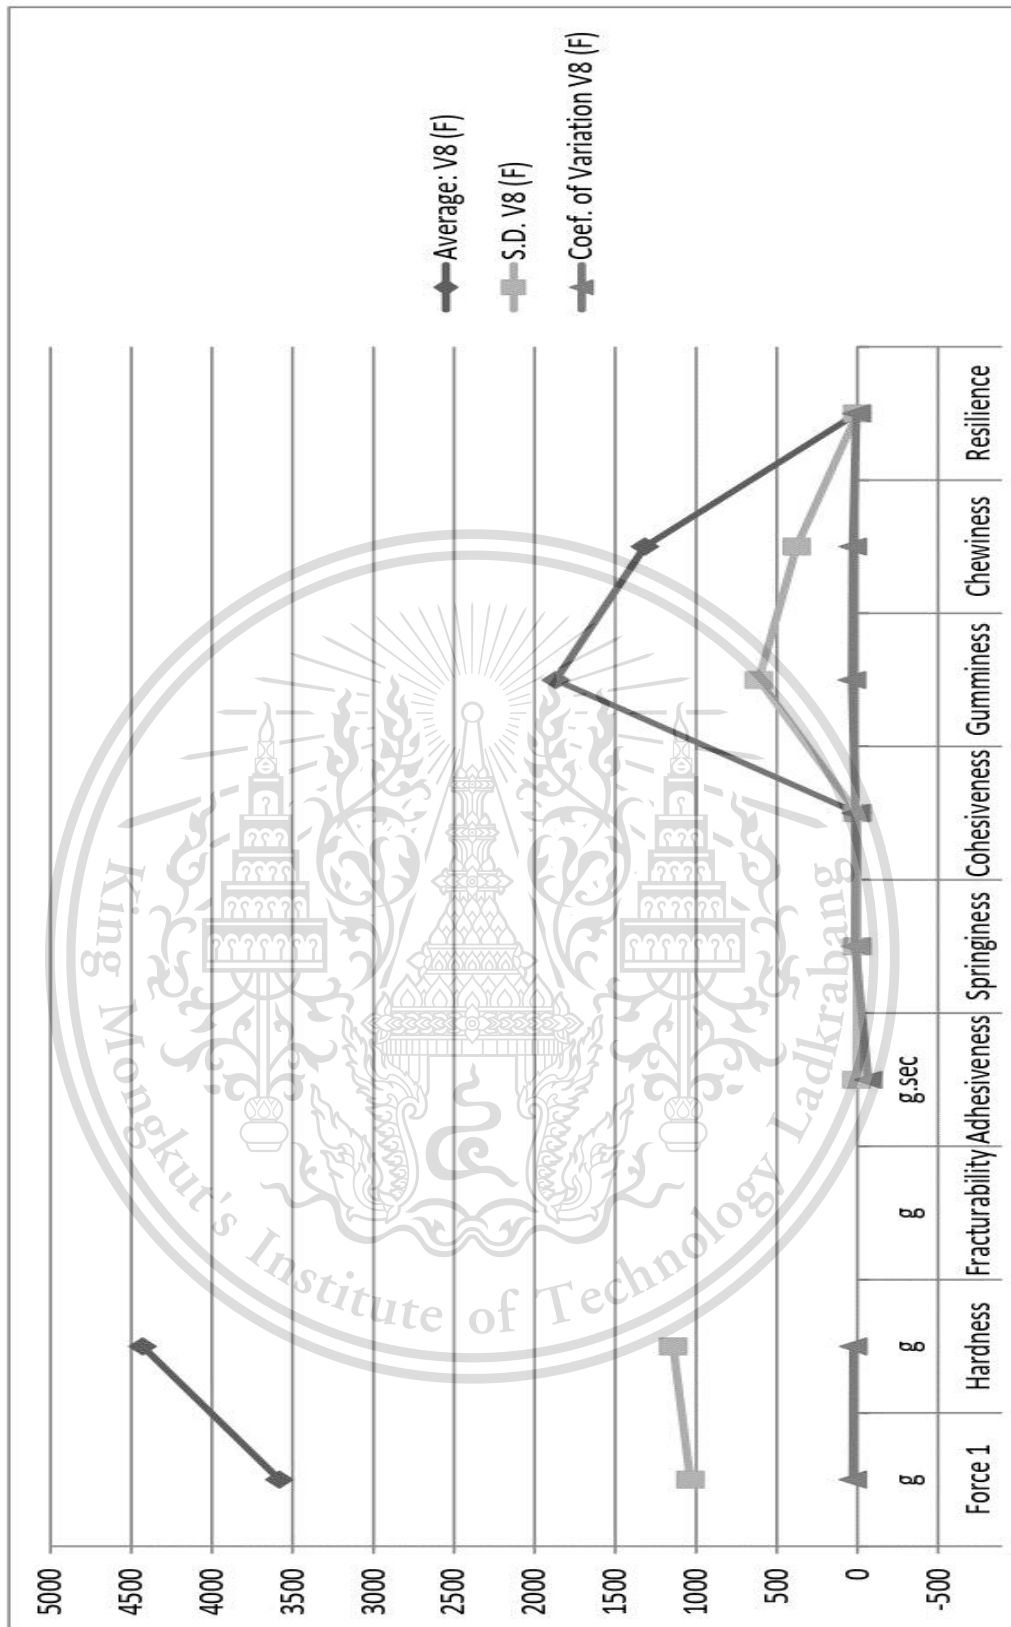 5000
4500
4000
3500
3000
2500
2000
1500
1000
500
0
-500
g
g
g
g.sec
Force 1
Hardness
Fracturability
Adhesiveness
Springiness
Cohesiveness
Gumminess
Chewiness
Resilience
Average: V8 (F)
S.D. V8 (F)
Coef. of Variation V8 (F)
King Mongkut's Institute of Technology Ladkrabang